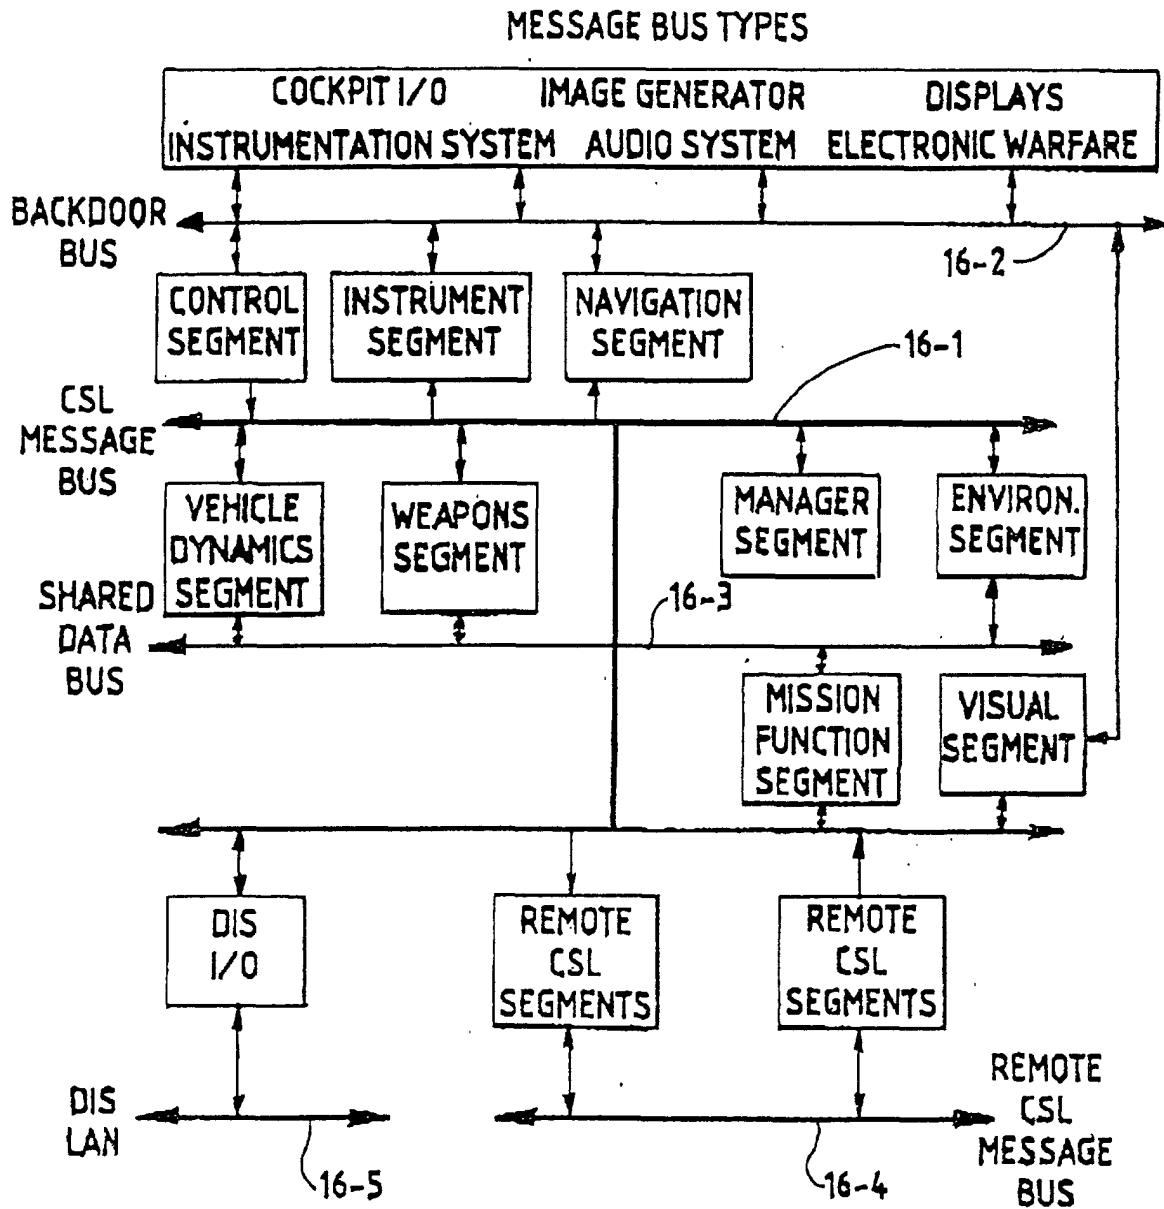 MESSAGE BUS TYPES
COCKPIT I/O IMAGE GENERATOR DISPLAYS
INSTRUMENTATION SYSTEM AUDIO SYSTEM ELECTRONIC WARFARE
BACKDOOR
BUS
16-2
CONTROL
SEGMENT
INSTRUMENT
SEGMENT
NAVIGATION
SEGMENT
16-1
CSL
MESSAGE
BUS
VEHICLE
DYNAMICS
SEGMENT
WEAPONS
SEGMENT
MANAGER
SEGMENT
ENVIRON.
SEGMENT
SHARED
DATA
BUS
16-3
MISSION
FUNCTION
SEGMENT
VISUAL
SEGMENT
DIS
I/O
REMOTE
CSL
SEGMENTS
REMOTE
CSL
SEGMENTS
DIS
LAN
16-5
16-4
REMOTE
CSL
MESSAGE
BUS